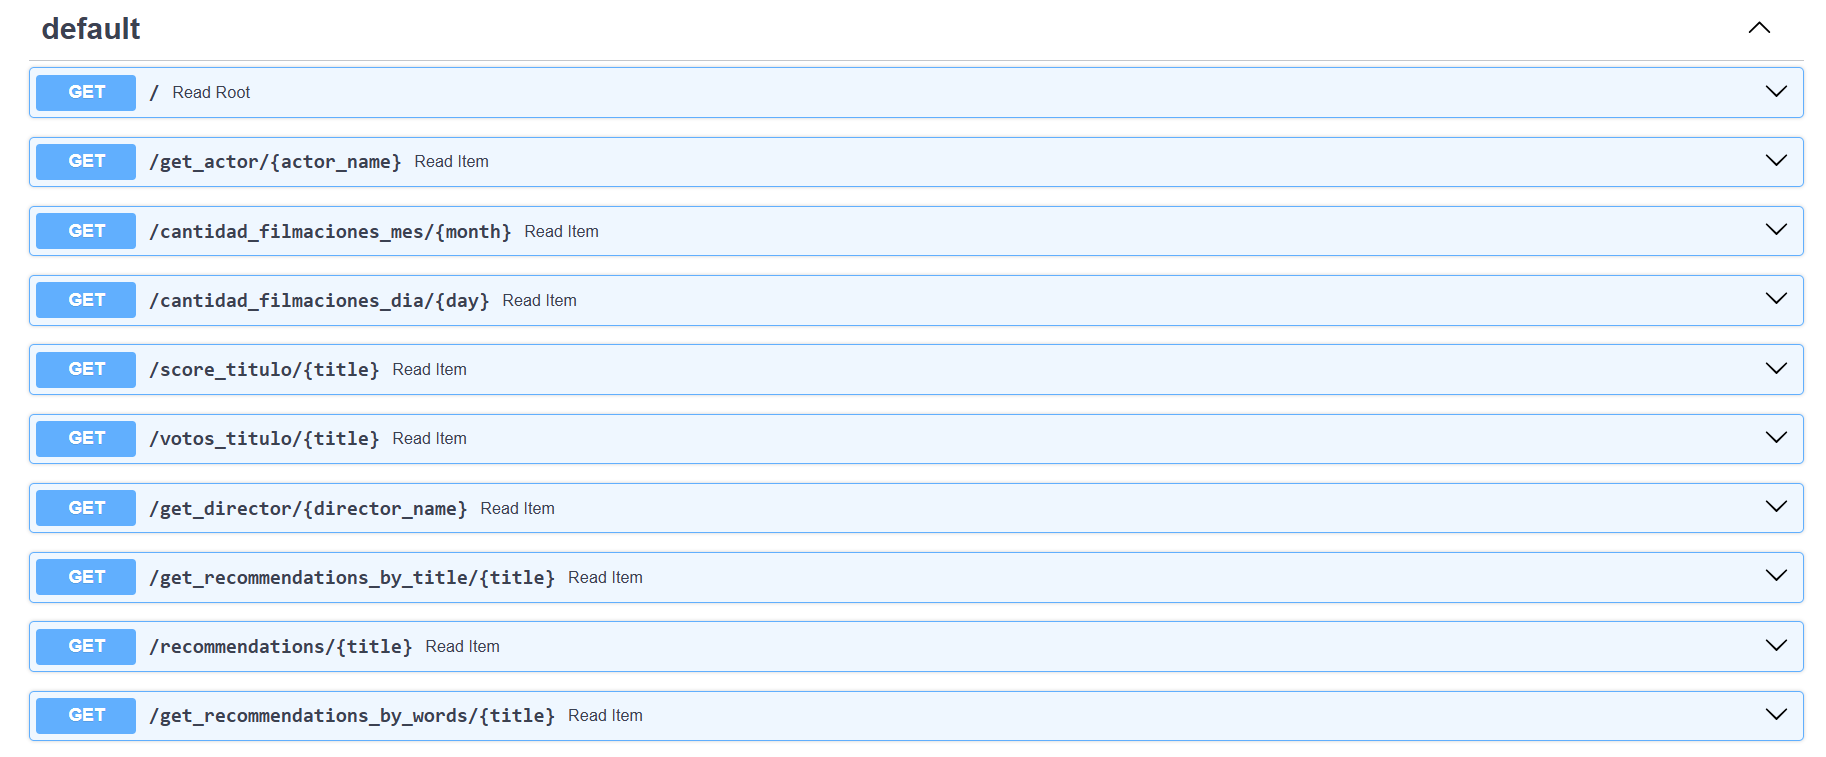 default
GET / Read Root
GET /get_actor/{actor_name} Read Item
GET /cantidad_filmaciones_mes/{month} Read Item
GET /cantidad_filmaciones_dia/{day} Read Item
GET /score_titulo/{title} Read Item
GET /votos_titulo/{title} Read Item
GET /get_director/{director_name} Read Item
GET /get_recommendations_by_title/{title} Read Item
GET /recommendations/{title} Read Item
GET /get_recommendations_by_words/{title} Read Item